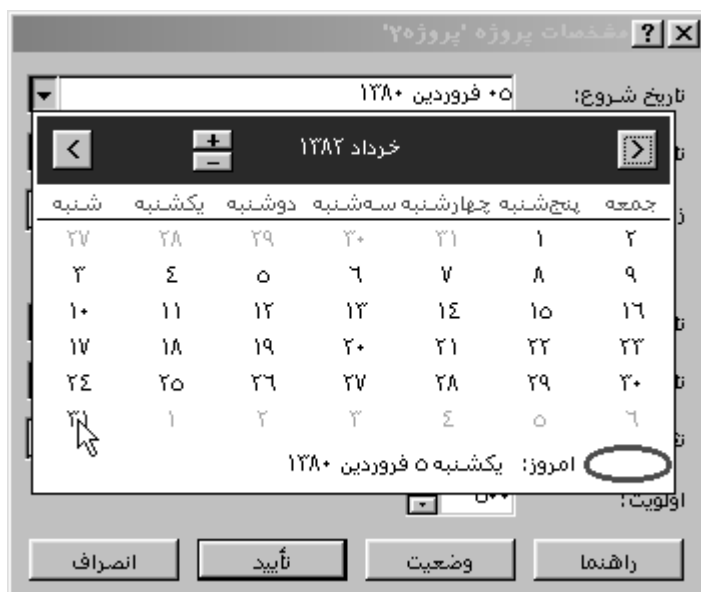 مشخصات پروژه 'پروژه۲'
تاریخ شروع: ۰۵ فروردین ۱۳۸۰
خرداد ۱۳۸۲
شنبه یکشنبه دوشنبه سه‌شنبه چهارشنبه پنج‌شنبه جمعه
۲۷ ۲۸ ۲۹ ۳۰ ۳۱ ۱ ۲
۳ ۴ ۵ ۶ ۷ ۸ ۹
۱۰ ۱۱ ۱۲ ۱۳ ۱۴ ۱۵ ۱۶
۱۷ ۱۸ ۱۹ ۲۰ ۲۱ ۲۲ ۲۳
۲۴ ۲۵ ۲۶ ۲۷ ۲۸ ۲۹ ۳۰
۳۱ ۱ ۲ ۳ ۴ ۵ ۶
امروز: یکشنبه ۵ فروردین ۱۳۸۰
اولویت:
راهنما وضعیت تأیید انصراف